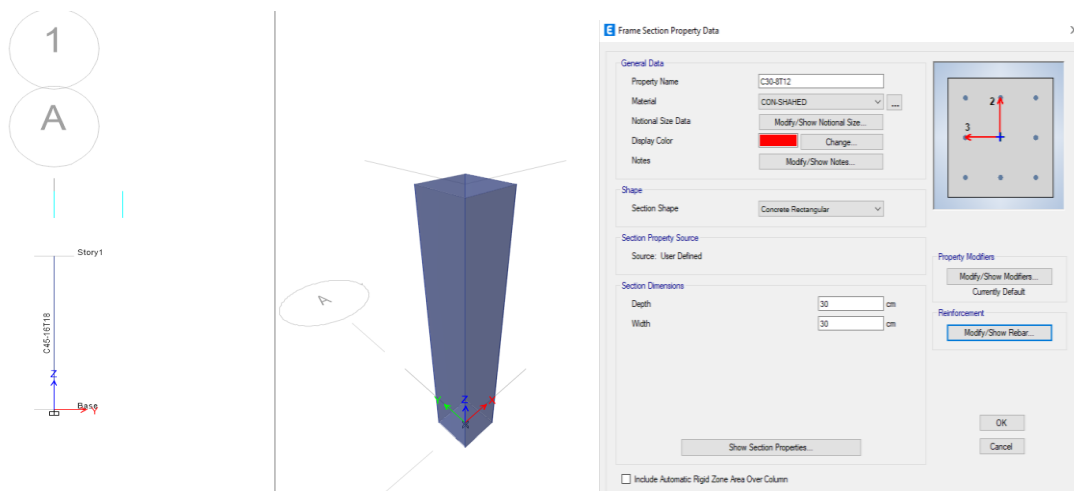 1
A
Story1
C45-16T18
Z
Base
Y
A
Y
Z
X
E Frame Section Property Data
General Data
Property Name C30-8T12
Material CON-SHAHED ...
Notional Size Data Modify/Show Notional Size...
Display Color Change...
Notes Modify/Show Notes...
2
3
Shape
Section Shape Concrete Rectangular
Section Property Source
Source: User Defined
Property Modifiers
Modify/Show Modifiers...
Currently Default
Section Dimensions
Depth 30 cm
Width 30 cm
Reinforcement
Modify/Show Rebar...
OK
Show Section Properties...
Cancel
Include Automatic Rigid Zone Area Over Column